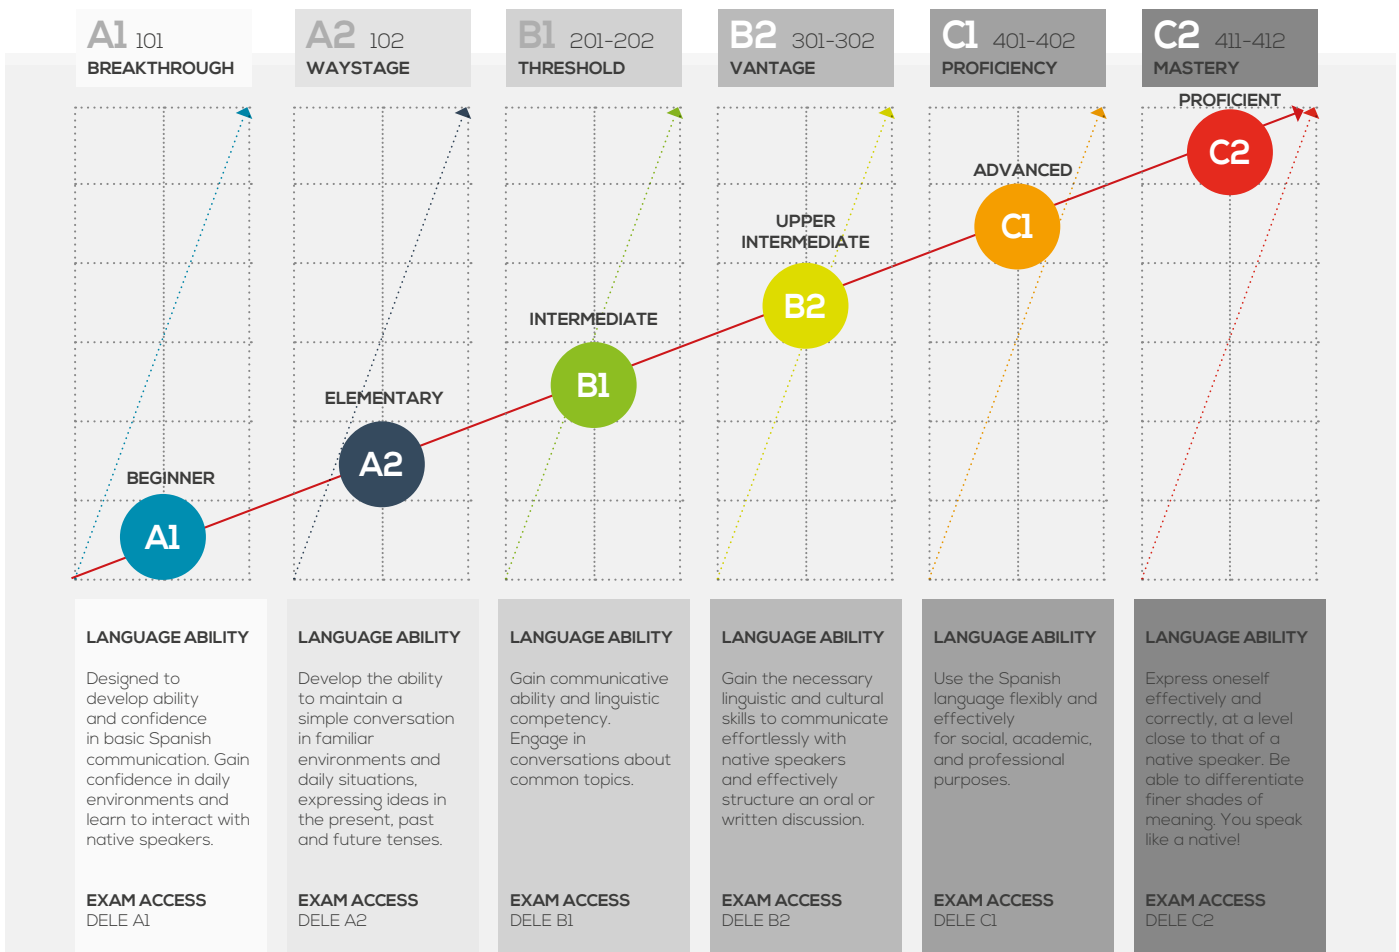 A1 101
BREAKTHROUGH
A2 102
WAYSTAGE
B1 201-202
THRESHOLD
B2 301-302
VANTAGE
C1 401-402
PROFICIENCY
C2 411-412
MASTERY
PROFICIENT
C2
ADVANCED
C1
UPPER
INTERMEDIATE
B2
INTERMEDIATE
B1
ELEMENTARY
A2
BEGINNER
A1
LANGUAGE ABILITY
Designed to
develop ability
and confidence
in basic Spanish
communication. Gain
confidence in daily
environments and
learn to interact with
native speakers.
EXAM ACCESS
DELE A1
LANGUAGE ABILITY
Develop the ability
to maintain a
simple conversation
in familiar
environments and
daily situations,
expressing ideas in
the present, past
and future tenses.
EXAM ACCESS
DELE A2
LANGUAGE ABILITY
Gain communicative
ability and linguistic
competency.
Engage in
conversations about
common topics.
EXAM ACCESS
DELE B1
LANGUAGE ABILITY
Gain the necessary
linguistic and cultural
skills to communicate
effortlessly with
native speakers
and effectively
structure an oral or
written discussion.
EXAM ACCESS
DELE B2
LANGUAGE ABILITY
Use the Spanish
language flexibly and
effectively
for social, academic,
and professional
purposes.
EXAM ACCESS
DELE C1
LANGUAGE ABILITY
Express oneself
effectively and
correctly, at a level
close to that of a
native speaker. Be
able to differentiate
finer shades of
meaning. You speak
like a native!
EXAM ACCESS
DELE C2